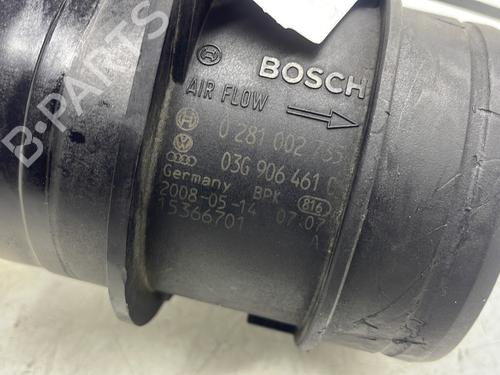 BOSCH
AIR FLOW
0 281 002 735
03G 906 461 C
Germany BPK 816
2008-05-14 07:07
15366701 A
B-PARTS